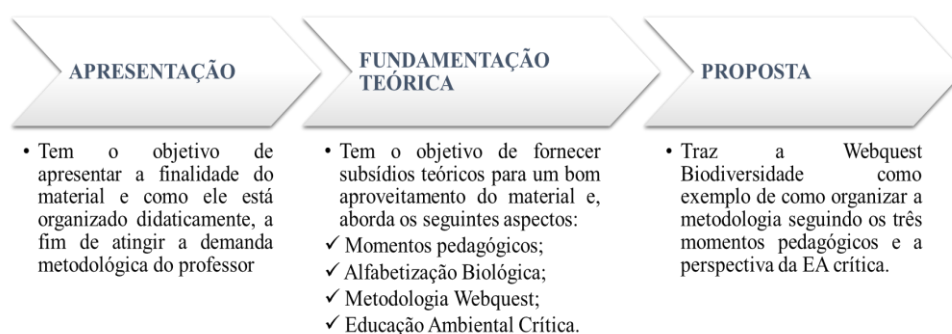 APRESENTAÇÃO
• Tem o objetivo de
apresentar a finalidade do
material e como ele está
organizado didaticamente, a
fim de atingir a demanda
metodológica do professor
FUNDAMENTAÇÃO
TEÓRICA
• Tem o objetivo de fornecer
subsídios teóricos para um bom
aproveitamento do material e,
aborda os seguintes aspectos:
✓ Momentos pedagógicos;
✓ Alfabetização Biológica;
✓ Metodologia Webquest;
✓ Educação Ambiental Crítica.
PROPOSTA
• Traz a Webquest
Biodiversidade como
exemplo de como organizar a
metodologia seguindo os três
momentos pedagógicos e a
perspectiva da EA crítica.